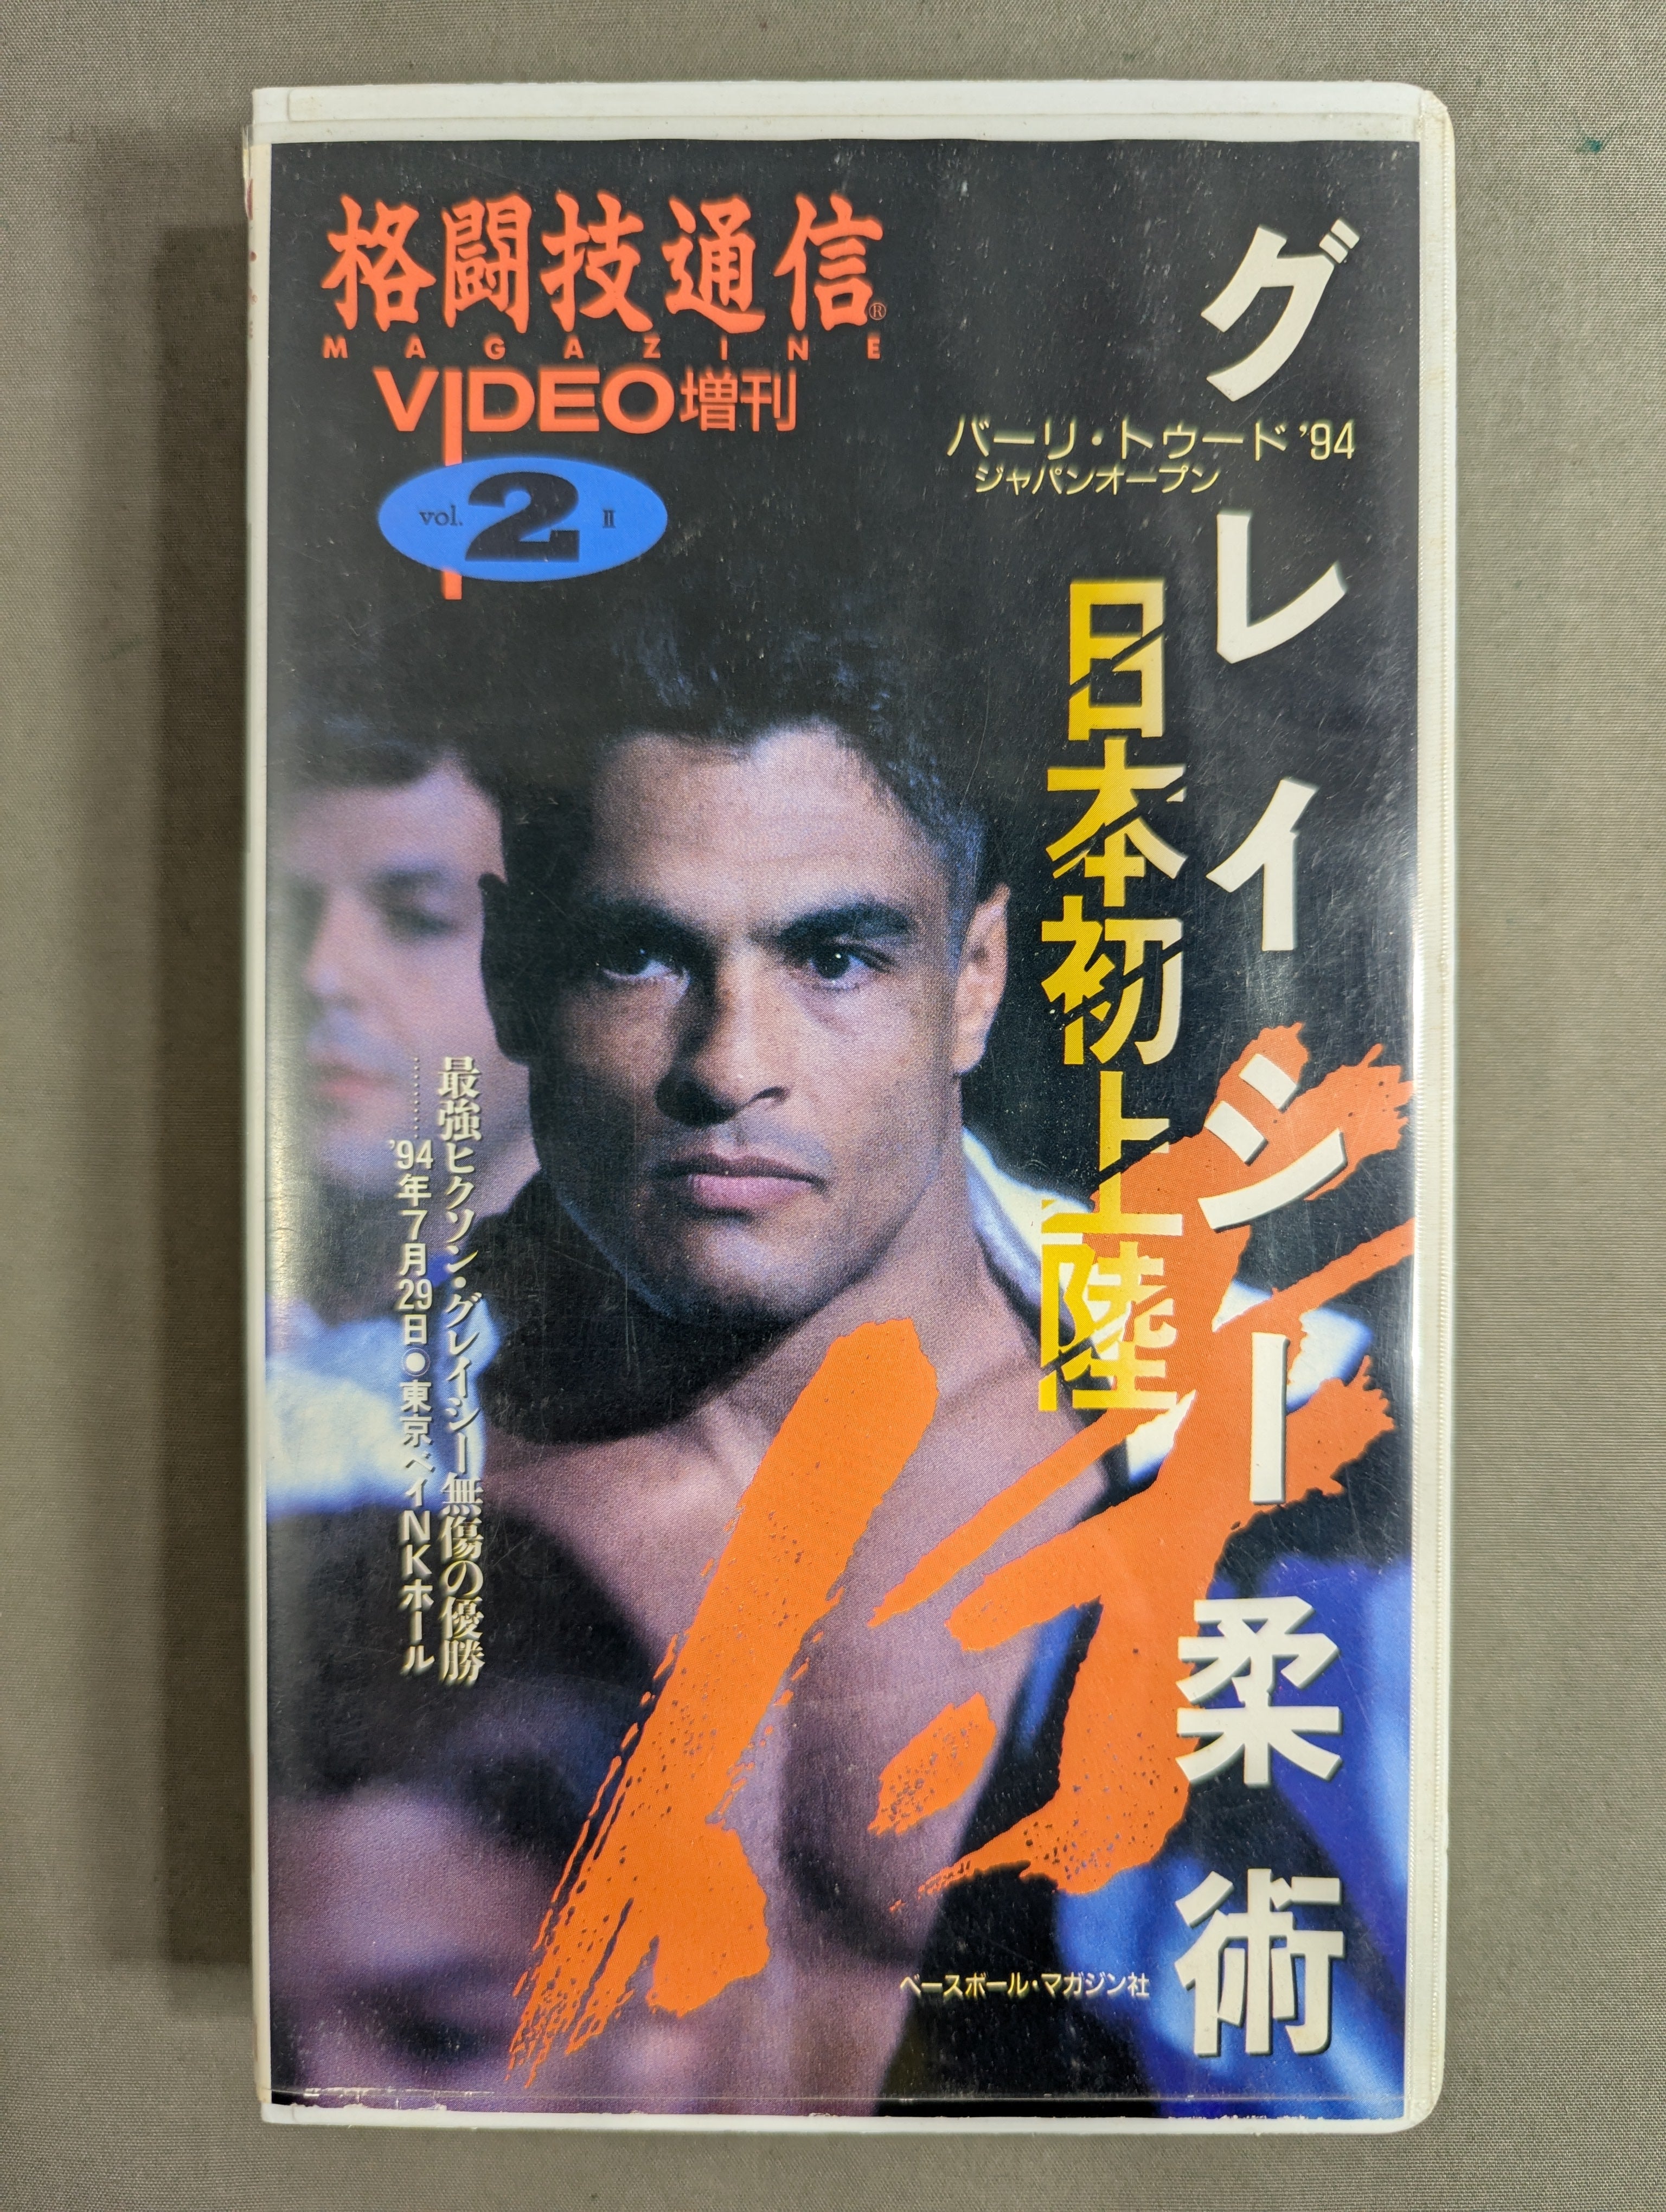 格闘技通信®
MAGAZINE
VIDEO増刊
vol.2 II
グレイシー柔術
バーリ・トゥード'94
ジャパンオープン
日本初上陸
最強ヒクソン・グレイシー無傷の優勝
…………'94年7月29日●東京ベイNKホール
ベースボール・マガジン社